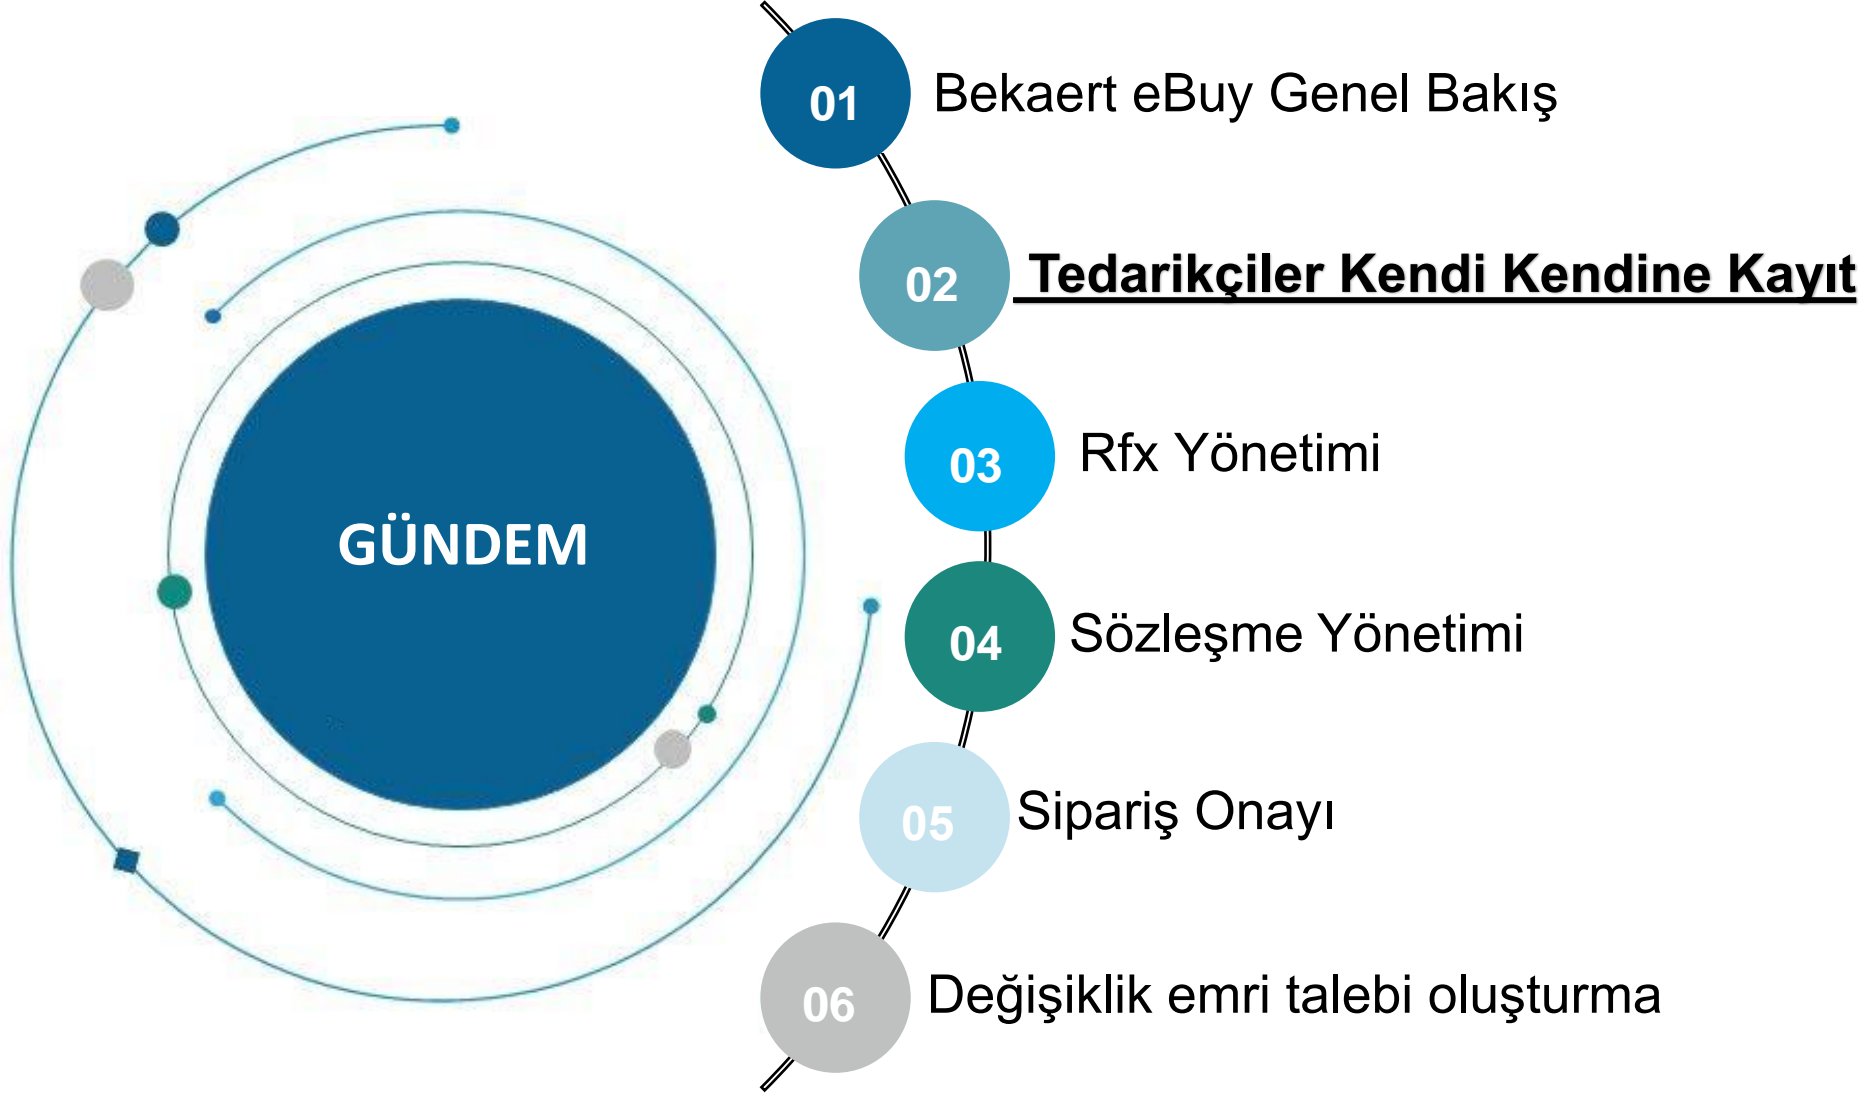 GÜNDEM
01
Bekaert eBuy Genel Bakış
02
Tedarikçiler Kendi Kendine Kayıt
03
Rfx Yönetimi
04
Sözleşme Yönetimi
05
Sipariş Onayı
06
Değişiklik emri talebi oluşturma